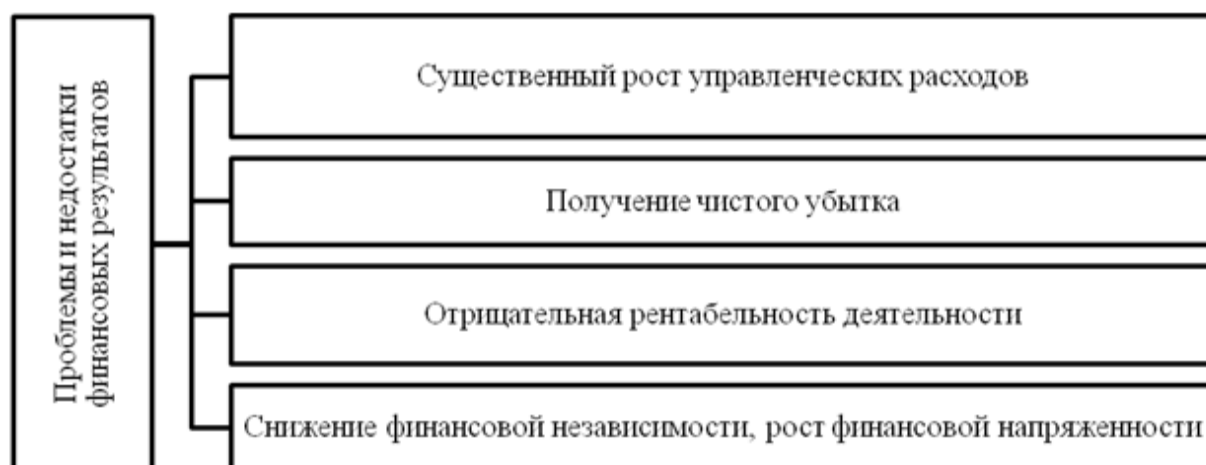 Проблемы и недостатки
финансовых результатов
Существенный рост управленческих расходов
Получение чистого убытка
Отрицательная рентабельность деятельности
Снижение финансовой независимости, рост финансовой напряженности